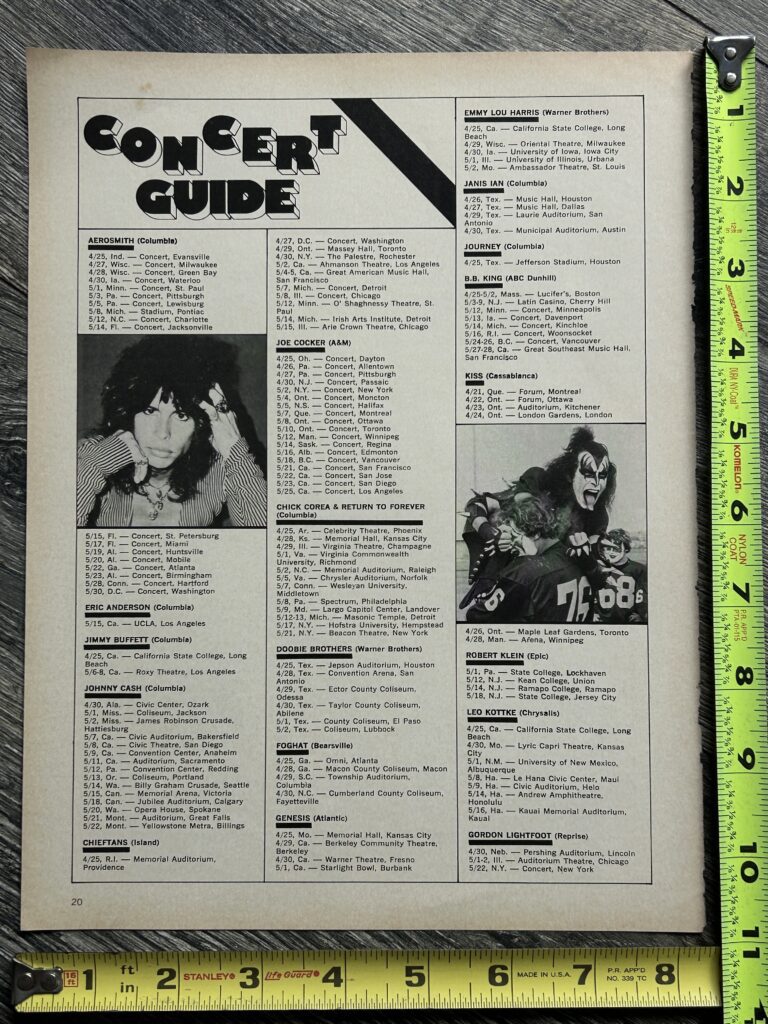 CONCERT
GUIDE
AEROSMITH (Columbia)
4/25, Ind. — Concert, Evansville
4/27, Wisc. — Concert, Milwaukee
4/28, Wisc. — Concert, Green Bay
4/30, Ia. — Concert, Waterloo
5/1, Minn. — Concert, St. Paul
5/3, Pa. — Concert, Pittsburgh
5/5, Pa. — Concert, Lewisburg
5/8, Mich. — Stadium, Pontiac
5/12, N.C. — Concert, Charlotte
5/14, Fl. — Concert, Jacksonville
5/15, Fl. — Concert, St. Petersburg
5/17, Fl. — Concert, Miami
5/19, Al. — Concert, Huntsville
5/20, Al. — Concert, Mobile
5/22, Ga. — Concert, Atlanta
5/23, Al. — Concert, Birmingham
5/28, Conn. — Concert, Hartford
5/30, D.C. — Concert, Washington
ERIC ANDERSON (Columbia)
5/15, Ca. — UCLA, Los Angeles
JIMMY BUFFETT (Columbia)
4/25, Ca. — California State College, Long
Beach
5/6-8, Ca. — Roxy Theatre, Los Angeles
JOHNNY CASH (Columbia)
4/30, Ala. — Civic Center, Ozark
5/1, Miss. — Coliseum, Jackson
5/2, Miss. — James Robinson Crusade,
Hattiesburg
5/7, Ca. — Civic Auditorium, Bakersfield
5/8, Ca. — Civic Theatre, San Diego
5/9, Ca. — Convention Center, Anaheim
5/11, Ca. — Auditorium, Sacramento
5/12, Pa. — Convention Center, Redding
5/13, Or. — Coliseum, Portland
5/14, Wa. — Billy Graham Crusade, Seattle
5/15, Can. — Memorial Arena, Victoria
5/18, Can. — Jubilee Auditorium, Calgary
5/20, Wa. — Opera House, Spokane
5/21, Mont. — Auditorium, Great Falls
5/22, Mont. — Yellowstone Metra, Billings
CHIEFTANS (Island)
4/25, R.I. — Memorial Auditorium,
Providence
4/27, D.C. — Concert, Washington
4/29, Ont. — Massey Hall, Toronto
4/30, N.Y. — The Palestre, Rochester
5/2, Ca. — Ahmanson Theatre, Los Angeles
5/4-5, Ca. — Great American Music Hall,
San Francisco
5/7, Mich. — Concert, Detroit
5/8, Ill. — Concert, Chicago
5/12, Minn. — O' Shaghnessy Theatre, St.
Paul
5/14, Mich. — Irish Arts Institute, Detroit
5/15, Ill. — Arie Crown Theatre, Chicago
JOE COCKER (A&M)
4/25, Oh. — Concert, Dayton
4/26, Pa. — Concert, Allentown
4/27, Pa. — Concert, Pittsburgh
4/30, N.J. — Concert, Passaic
5/2, N.Y. — Concert, New York
5/4, Ont. — Concert, Moncton
5/5, N.S. — Concert, Halifax
5/7, Que. — Concert, Montreal
5/8, Ont. — Concert, Ottawa
5/10, Ont. — Concert, Toronto
5/12, Man. — Concert, Winnipeg
5/14, Sask. — Concert, Regina
5/16, Alb. — Concert, Edmonton
5/18, B.C. — Concert, Vancouver
5/21, Ca. — Concert, San Francisco
5/22, Ca. — Concert, San Jose
5/23, Ca. — Concert, San Diego
5/25, Ca. — Concert, Los Angeles
CHICK COREA & RETURN TO FOREVER
(Columbia)
4/25, Ar. — Celebrity Theatre, Phoenix
4/28, Ks. — Memorial Hall, Kansas City
4/29, Ill. — Virginia Theatre, Champagne
5/1, Va. — Virginia Commonwealth
University, Richmond
5/2, N.C. — Memorial Auditorium, Raleigh
5/5, Va. — Chrysler Auditorium, Norfolk
5/7, Conn. — Wesleyan University,
Middletown
5/8, Pa. — Spectrum, Philadelphia
5/9, Md. — Largo Capitol Center, Landover
5/12-13, Mich. — Masonic Temple, Detroit
5/17, N.Y. — Hofstra University, Hempstead
5/21, N.Y. — Beacon Theatre, New York
DOOBIE BROTHERS (Warner Brothers)
4/25, Tex. — Jepson Auditorium, Houston
4/28, Tex. — Convention Arena, San
Antonio
4/29, Tex. — Ector County Coliseum,
Odessa
4/30, Tex. — Taylor County Coliseum,
Abilene
5/1, Tex. — County Coliseum, El Paso
5/2, Tex. — Coliseum, Lubbock
FOGHAT (Bearsville)
4/25, Ga. — Omni, Atlanta
4/28, Ga. — Macon County Coliseum, Macon
4/29, S.C. — Township Auditorium,
Columbia
4/30, N.C. — Cumberland County Coliseum,
Fayetteville
GENESIS (Atlantic)
4/25, Mo. — Memorial Hall, Kansas City
4/29, Ca. — Berkeley Community Theatre,
Berkeley
4/30, Ca. — Warner Theatre, Fresno
5/1, Ca. — Starlight Bowl, Burbank
EMMY LOU HARRIS (Warner Brothers)
4/25, Ca. — California State College, Long
Beach
4/29, Wisc. — Oriental Theatre, Milwaukee
4/30, Ia. — University of Iowa, Iowa City
5/1, Ill. — University of Illinois, Urbana
5/2, Mo. — Ambassador Theatre, St. Louis
JANIS IAN (Columbia)
4/26, Tex. — Music Hall, Houston
4/27, Tex. — Music Hall, Dallas
4/29, Tex. — Laurie Auditorium, San
Antonio
4/30, Tex. — Municipal Auditorium, Austin
JOURNEY (Columbia)
4/25, Tex. — Jefferson Stadium, Houston
B.B. KING (ABC Dunhill)
4/25-5/2, Mass. — Lucifer's, Boston
5/3-9, N.J. — Latin Casino, Cherry Hill
5/12, Minn. — Concert, Minneapolis
5/13, Ia. — Concert, Davenport
5/14, Mich. — Concert, Kinchloe
5/16, R.I. — Concert, Woonsocket
5/24-26, B.C. — Concert, Vancouver
5/27-28, Ca. — Great Southeast Music Hall,
San Francisco
KISS (Cassablanca)
4/21, Que. — Forum, Montreal
4/22, Ont. — Forum, Ottawa
4/23, Ont. — Auditorium, Kitchener
4/24, Ont. — London Gardens, London
76
68
4/26, Ont. — Maple Leaf Gardens, Toronto
4/28, Man. — Arena, Winnipeg
ROBERT KLEIN (Epic)
5/1, Pa. — State College, Lockhaven
5/12, N.J. — Kean College, Union
5/14, N.J. — Ramapo College, Ramapo
5/18, N.J. — State College, Jersey City
LEO KOTTKE (Chrysalis)
4/25, Ca. — California State College, Long
Beach
4/30, Mo. — Lyric Capri Theatre, Kansas
City
5/1, N.M. — University of New Mexico,
Albuquerque
5/8, Ha. — Le Hana Civic Center, Maui
5/9, Ha. — Civic Auditorium, Helo
5/14, Ha. — Andrew Amphitheatre,
Honolulu
5/16, Ha. — Kauai Memorial Auditorium,
Kauai
GORDON LIGHTFOOT (Reprise)
4/30, Neb. — Pershing Auditorium, Lincoln
5/1-2, Ill. — Auditorium Theatre, Chicago
5/22, N.Y. — Concert, New York
20
1 2 3 4 5 6 7 8 9 10 11
KOMELON
NYLON
COAT
16
ft
1 ft
in 2 STANLEY® 3 Life Guard® 4 5 6 MADE IN U.S.A. 7 P.R. APP'D
NO. 339 TC 8